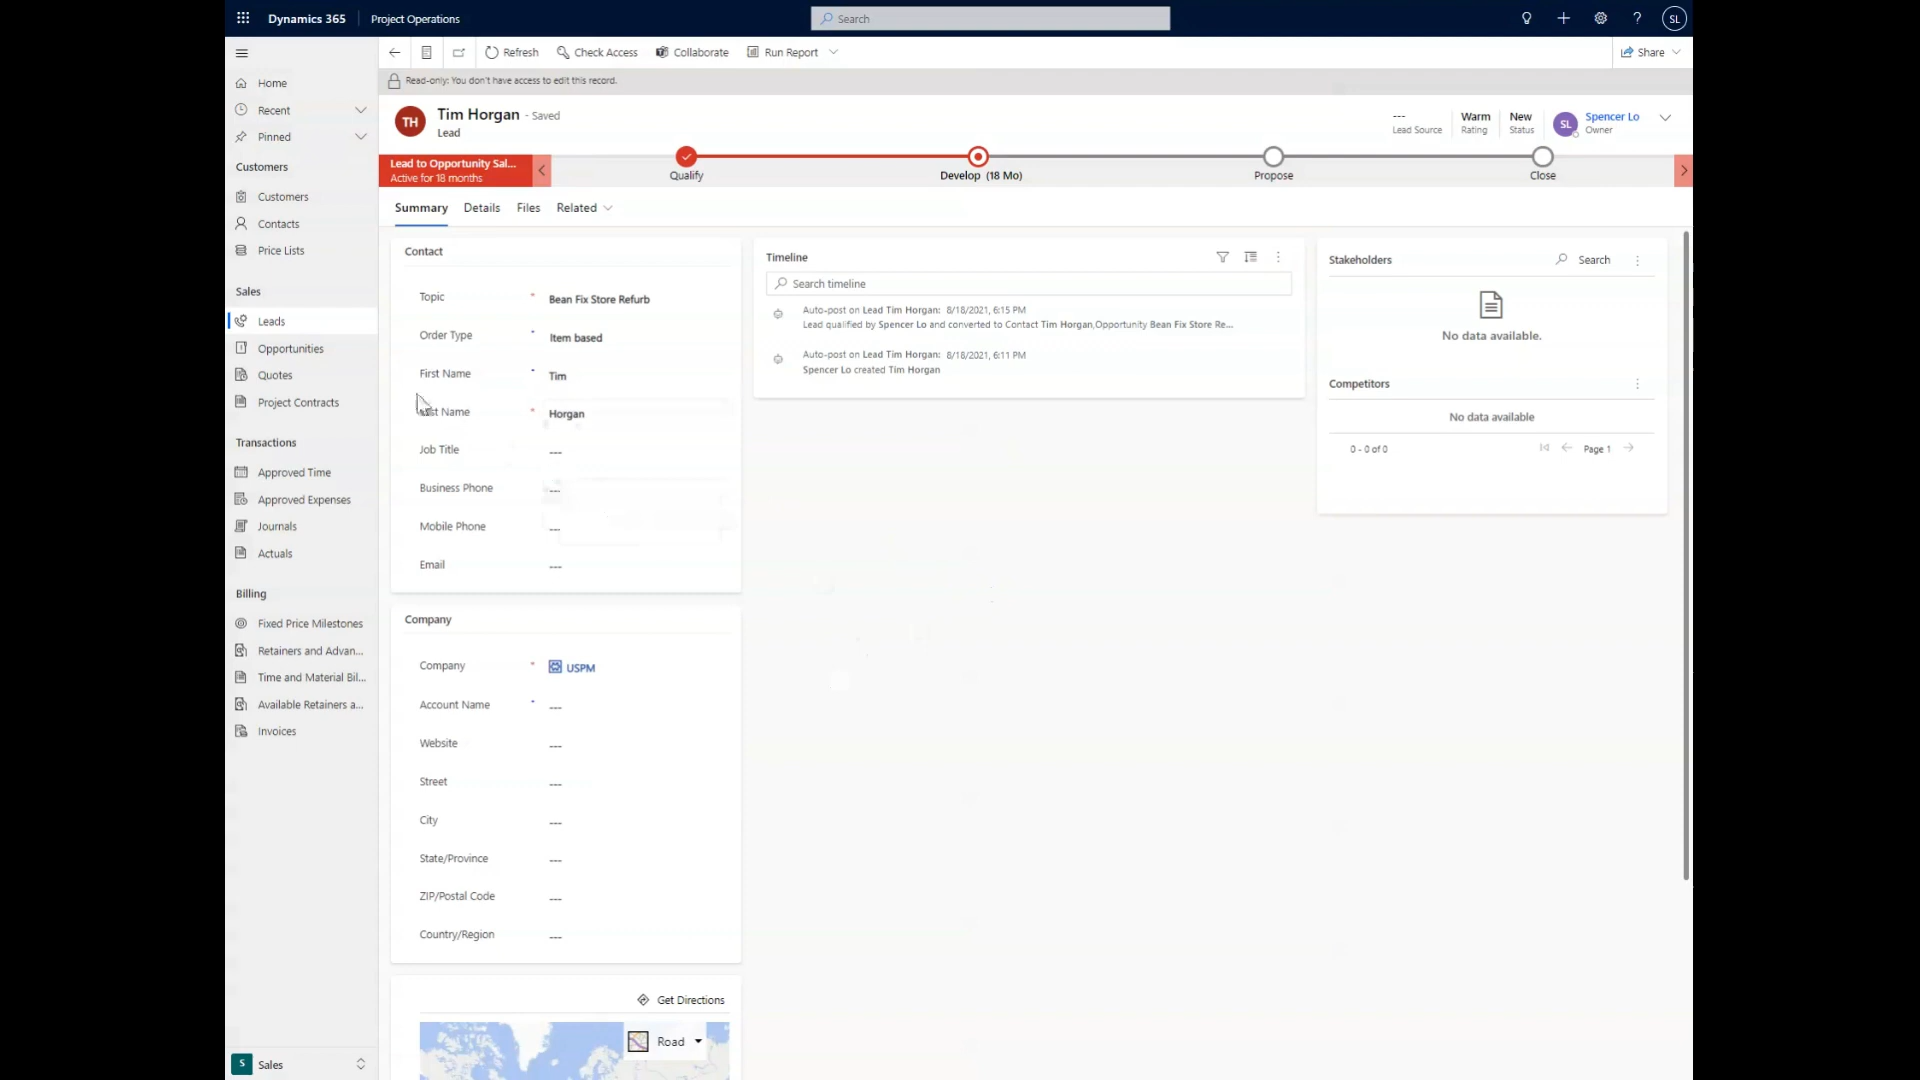 Dynamics 365
Project Operations
Search
SL
Refresh
Check Access
Collaborate
Run Report
Share
Read-only: You don't have access to edit this record.
Home
Recent
Pinned
Customers
Customers
Contacts
Price Lists
Sales
Leads
Opportunities
Quotes
Project Contracts
Transactions
Approved Time
Approved Expenses
Journals
Actuals
Billing
Fixed Price Milestones
Retainers and Advan...
Time and Material Bil...
Available Retainers a...
Invoices
S Sales
TH
Tim Horgan - Saved
Lead
---
Lead Source
Warm
Rating
New
Status
SL
Spencer Lo
Owner
Lead to Opportunity Sal...
Active for 18 months
Qualify
Develop (18 Mo)
Propose
Close
Summary Details Files Related
Contact
Topic * Bean Fix Store Refurb
Order Type Item based
First Name Tim
st Name * Horgan
Job Title ---
Business Phone ---
Mobile Phone ---
Email ---
Company
Company * USPM
Account Name ---
Website ---
Street ---
City ---
State/Province ---
ZIP/Postal Code ---
Country/Region ---
Get Directions
Road
Timeline
Search timeline
Auto-post on Lead Tim Horgan: 8/18/2021, 6:15 PM
Lead qualified by Spencer Lo and converted to Contact Tim Horgan,Opportunity Bean Fix Store Re...
Auto-post on Lead Tim Horgan: 8/18/2021, 6:11 PM
Spencer Lo created Tim Horgan
Stakeholders
Search
No data available.
Competitors
No data available
0 - 0 of 0
Page 1